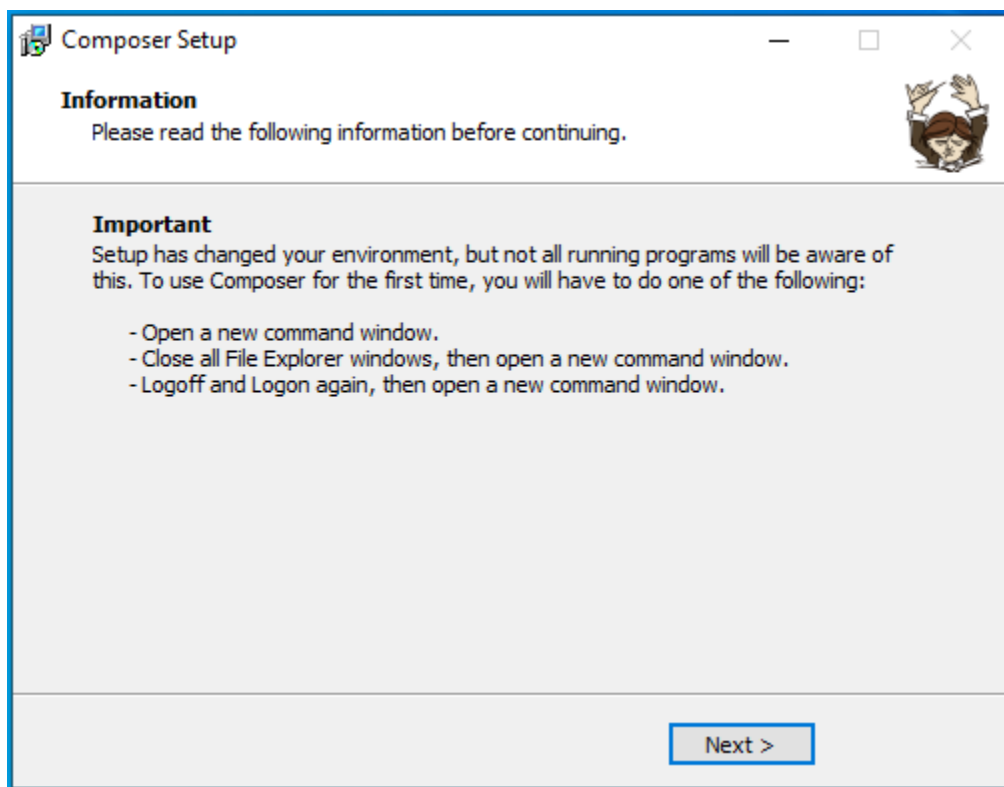 Composer Setup
Information
Please read the following information before continuing.
Important
Setup has changed your environment, but not all running programs will be aware of
this. To use Composer for the first time, you will have to do one of the following:
- Open a new command window.
- Close all File Explorer windows, then open a new command window.
- Logoff and Logon again, then open a new command window.
Next >